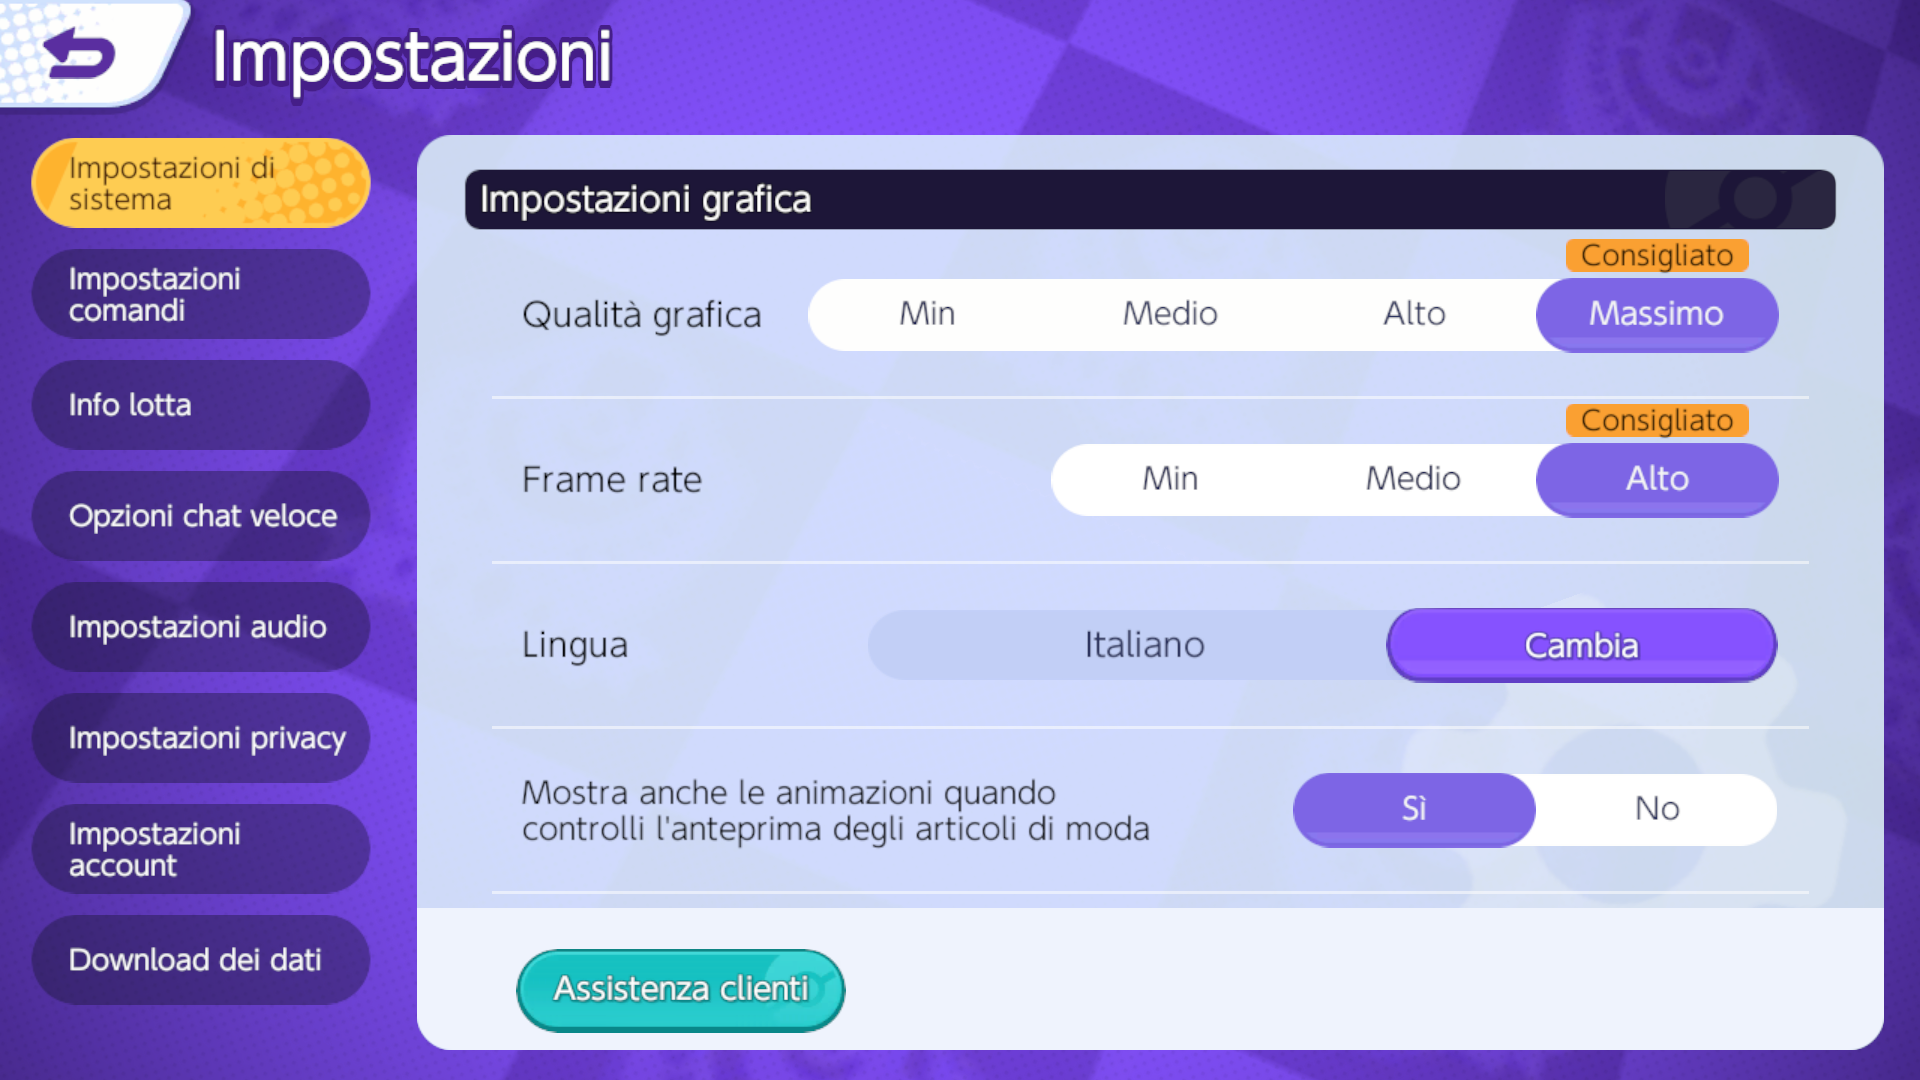 Impostazioni
Impostazioni di
sistema
Impostazioni
comandi
Info lotta
Opzioni chat veloce
Impostazioni audio
Impostazioni privacy
Impostazioni
account
Download dei dati
Impostazioni grafica
Consigliato
Qualità grafica Min Medio Alto Massimo
Consigliato
Frame rate Min Medio Alto
Lingua Italiano Cambia
Mostra anche le animazioni quando
controlli l'anteprima degli articoli di moda
Sì No
Assistenza clienti